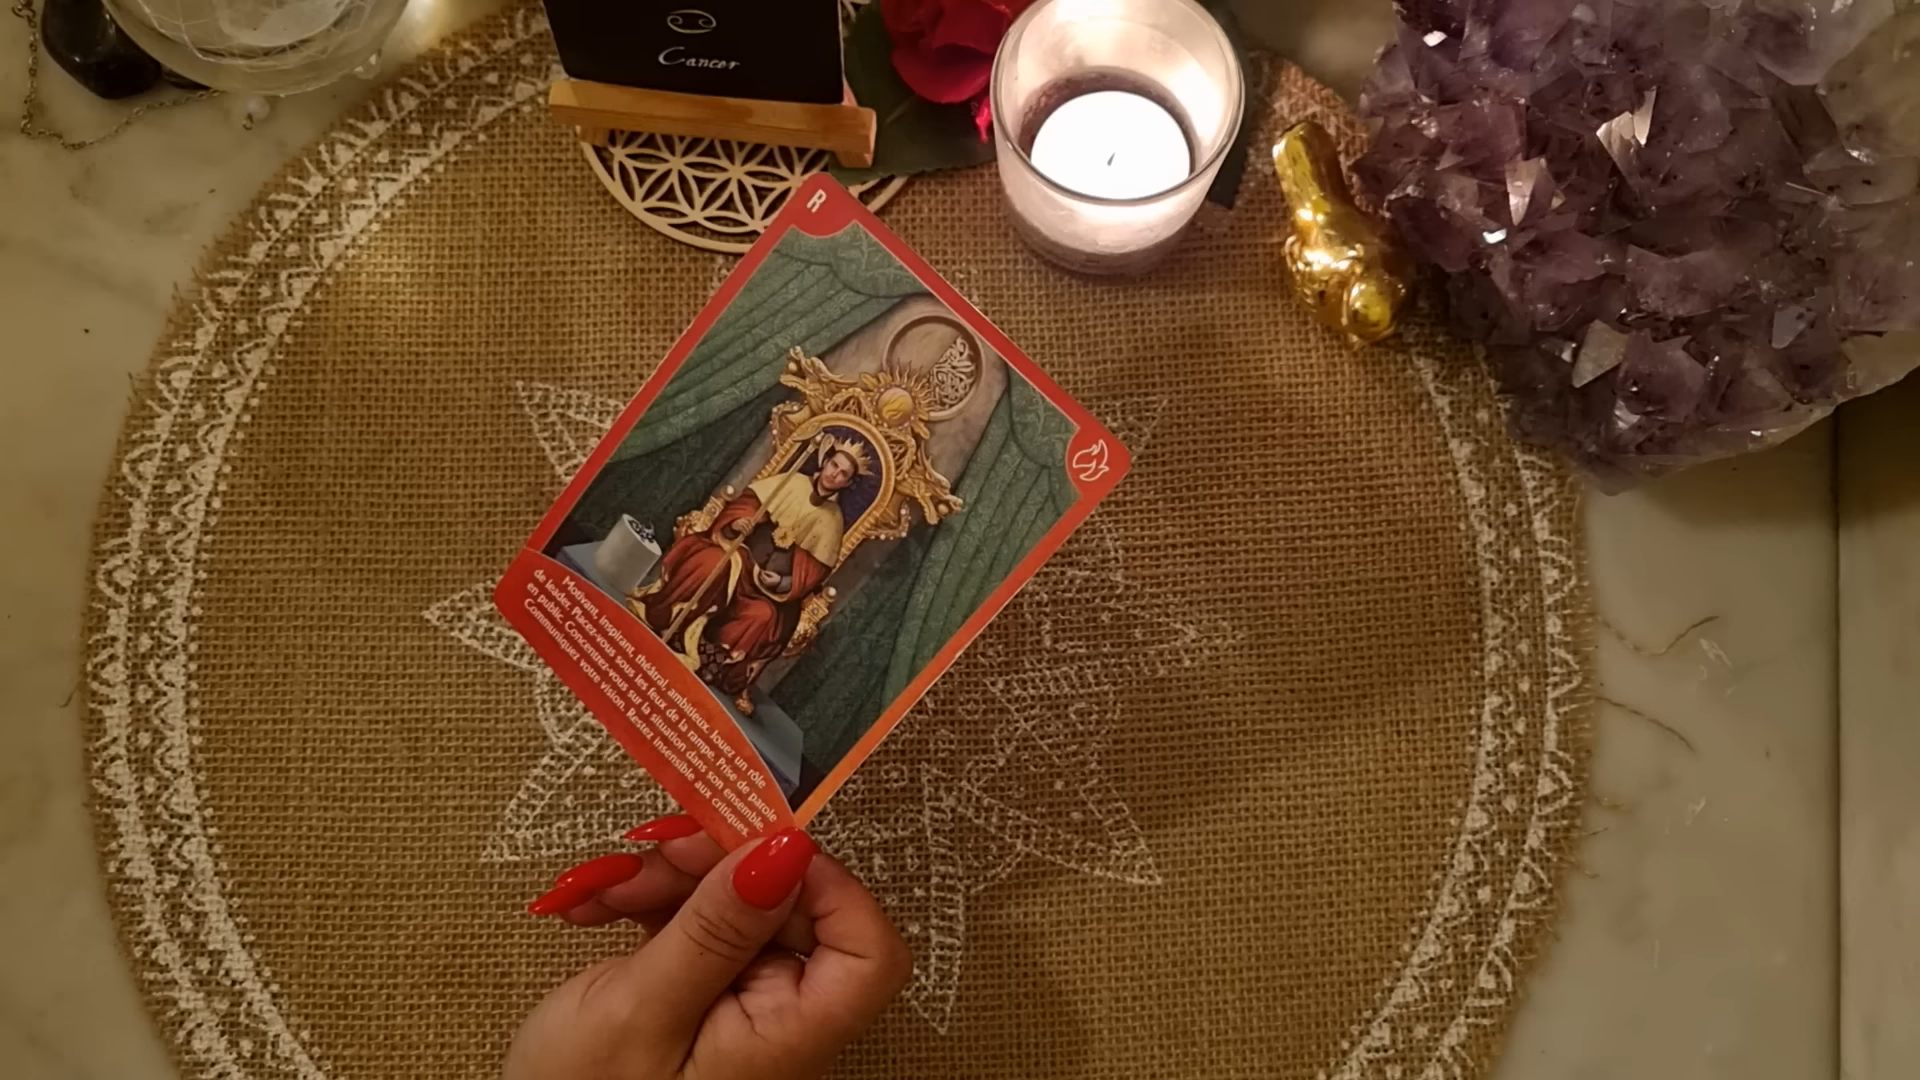 ♋
Cancer
R
Motivant, inspirant, théâtral, ambitieux. Jouez un rôle
de leader. Placez-vous sous les feux de la rampe. Prise de parole
en public. Concentrez-vous sur la situation dans son ensemble.
Communiquez votre vision. Restez insensible aux critiques.